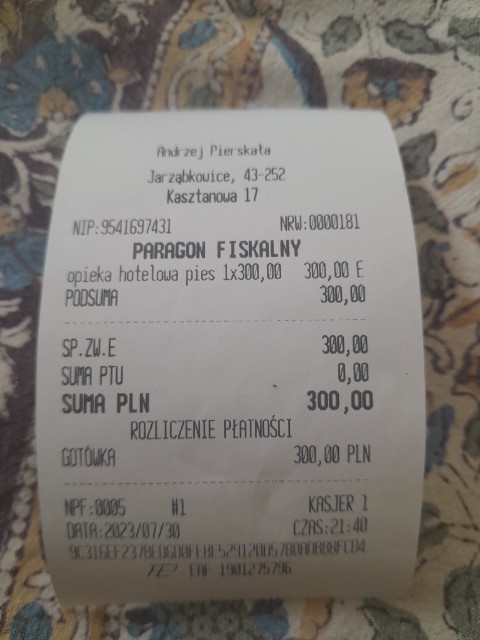 Andrzej Pierskała
Jarząbkowice, 43-252
Kasztanowa 17
NIP:9541697431 NRW:0000181
PARAGON FISKALNY
opieka hotelowa pies 1x300,00 300,00 E
PODSUMA 300,00
SP.ZW.E 300,00
SUMA PTU 0,00
SUMA PLN 300,00
ROZLICZENIE PŁATNOŚCI
GOTÓWKA 300,00 PLN
NPF:0005 #1 KASJER 1
DATA:2023/07/30 CZAS:21:40
EAF 1901275796